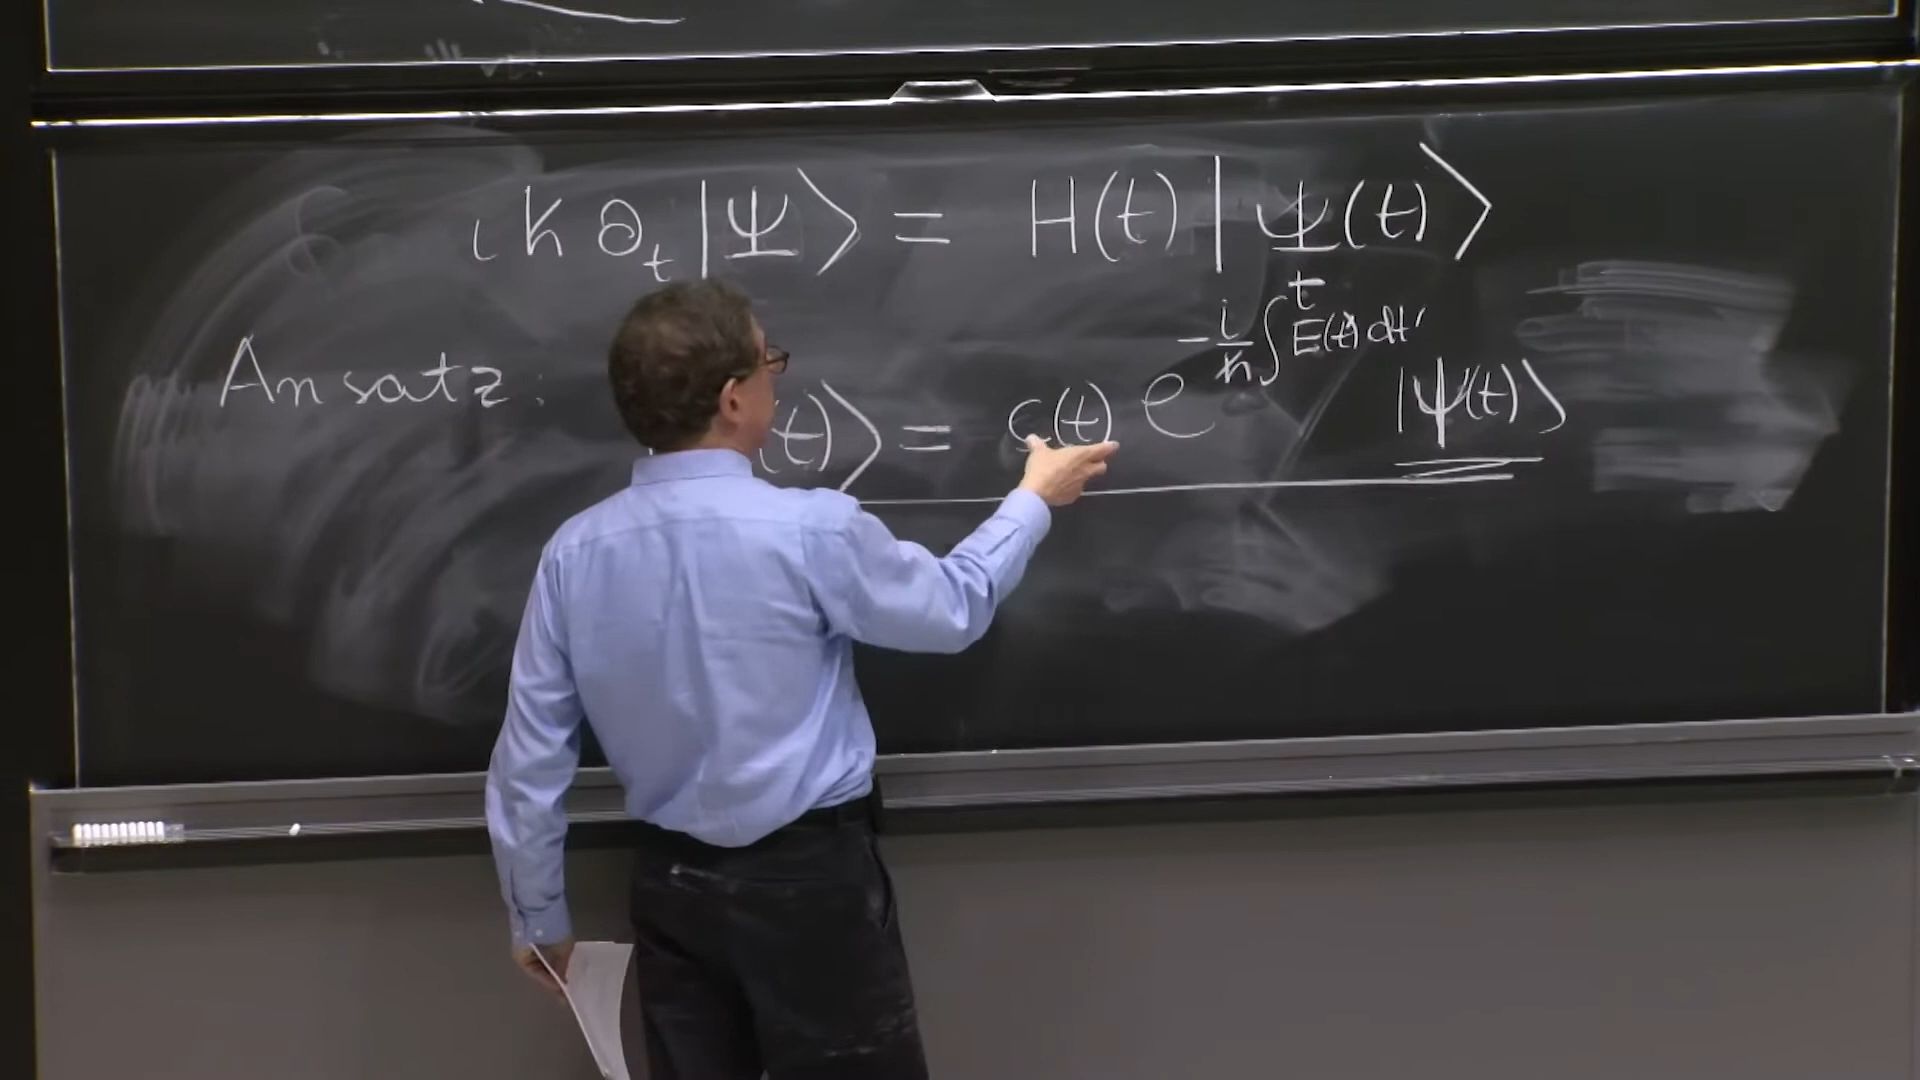 iℏ∂ₜ|Ψ⟩ = H(t)|Ψ(t)⟩
Ansatz:
(t)⟩ = c(t) e^{-i/ℏ ∫^t E(t') dt'} |ψ(t)⟩